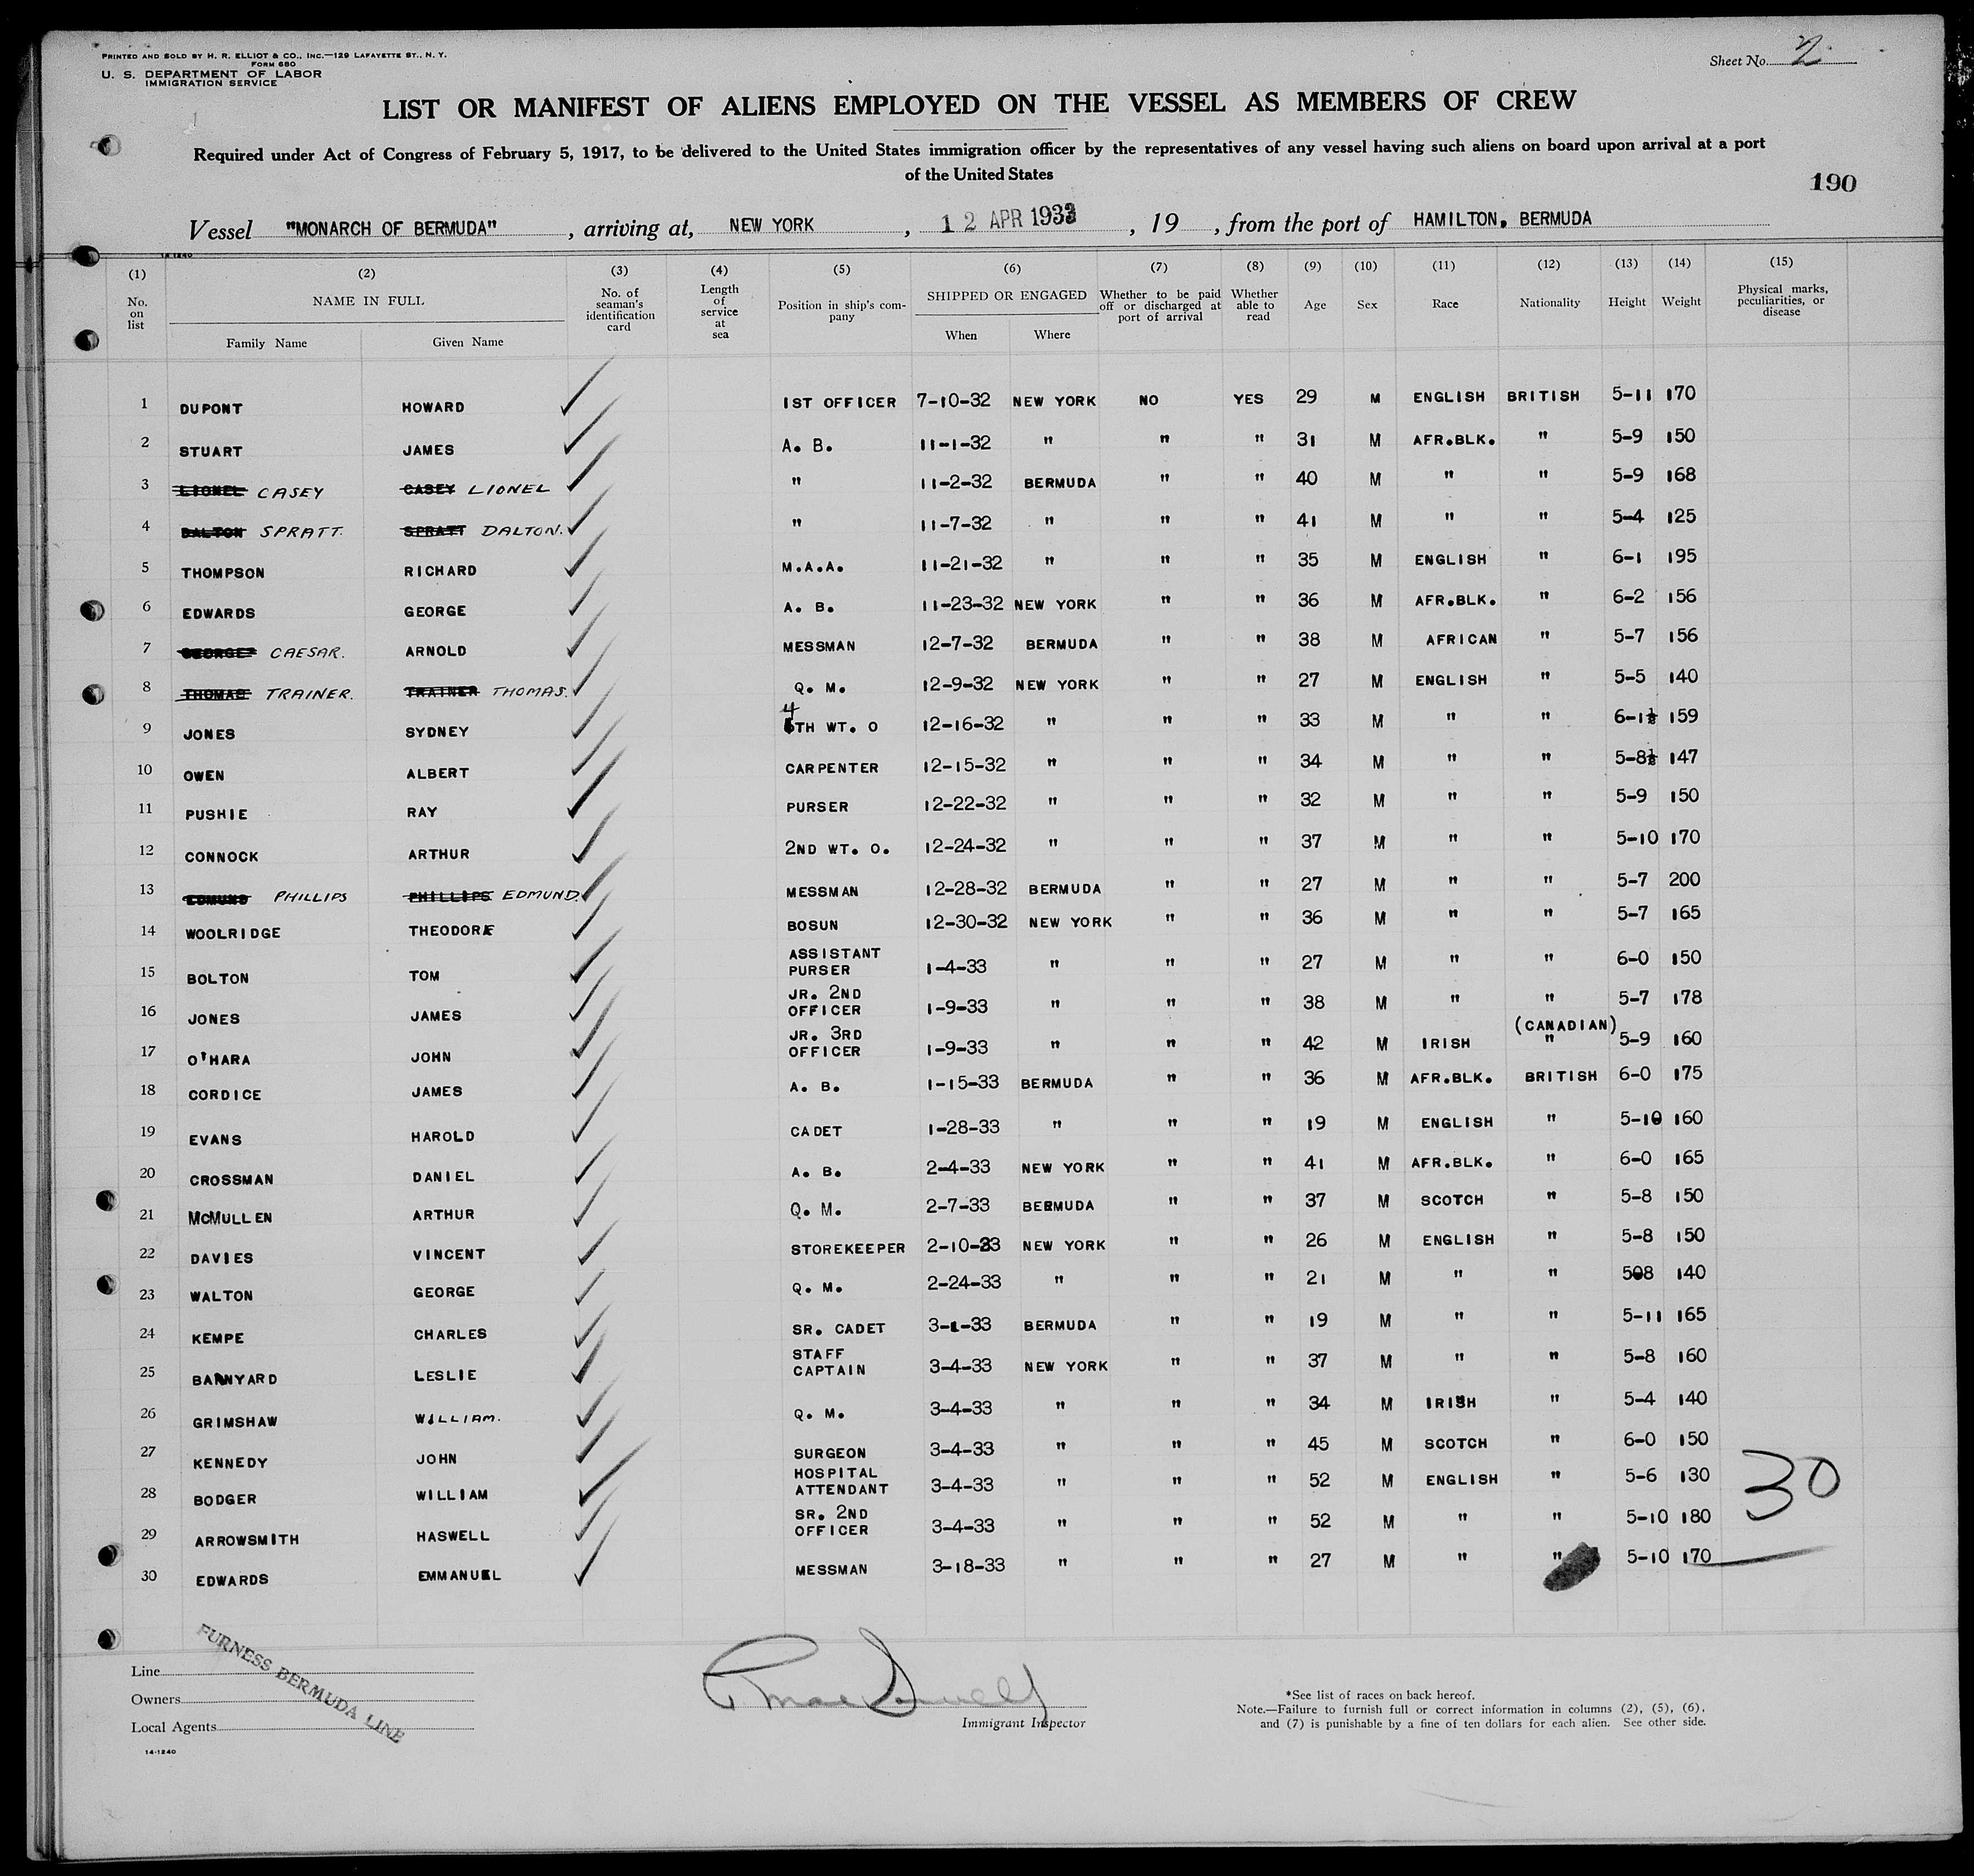 PRINTED AND SOLD BY H. R. ELLIOT & CO., INC.—129 LAFAYETTE ST., N. Y.
FORM 680
U. S. DEPARTMENT OF LABOR
IMMIGRATION SERVICE
Sheet No. 2
LIST OR MANIFEST OF ALIENS EMPLOYED ON THE VESSEL AS MEMBERS OF CREW
Required under Act of Congress of February 5, 1917, to be delivered to the United States immigration officer by the representatives of any vessel having such aliens on board upon arrival at a port
of the United States
190
Vessel "MONARCH OF BERMUDA", arriving at, NEW YORK, 12 APR 1933, 19 , from the port of HAMILTON, BERMUDA
14-1240
(1) (2) (3) (4) (5) (6) (7) (8) (9) (10) (11) (12) (13) (14) (15)
No. on list NAME IN FULL Family Name Given Name No. of seaman's identification card Length of service at sea Position in ship's company SHIPPED OR ENGAGED When Where Whether to be paid off or discharged at port of arrival Whether able to read Age Sex Race Nationality Height Weight Physical marks, peculiarities, or disease
1 DUPONT HOWARD 1ST OFFICER 7-10-32 NEW YORK NO YES 29 M ENGLISH BRITISH 5-11 170
2 STUART JAMES A. B. 11-1-32 " " " 31 M AFR.BLK. " 5-9 150
3 LIONEL CASEY CASEY LIONEL " 11-2-32 BERMUDA " " 40 M " " 5-9 168
4 DALTON SPRATT. SPRATT DALTON. " 11-7-32 " " " 41 M " " 5-4 125
5 THOMPSON RICHARD M.A.A. 11-21-32 " " " 35 M ENGLISH " 6-1 195
6 EDWARDS GEORGE A. B. 11-23-32 NEW YORK " " 36 M AFR.BLK. " 6-2 156
7 CAESAR. ARNOLD MESSMAN 12-7-32 BERMUDA " " 38 M AFRICAN " 5-7 156
8 THOMAS TRAINER. TRAINER THOMAS. Q. M. 12-9-32 NEW YORK " " 27 M ENGLISH " 5-5 140
9 JONES SYDNEY 4TH WT. O 12-16-32 " " " 33 M " " 6-1½ 159
10 OWEN ALBERT CARPENTER 12-15-32 " " " 34 M " " 5-8½ 147
11 PUSHIE RAY PURSER 12-22-32 " " " 32 M " " 5-9 150
12 CONNOCK ARTHUR 2ND WT. O. 12-24-32 " " " 37 M " " 5-10 170
13 EDMUND PHILLIPS PHILLIPS EDMUND. MESSMAN 12-28-32 BERMUDA " " 27 M " " 5-7 200
14 WOOLRIDGE THEODORE BOSUN 12-30-32 NEW YORK " " 36 M " " 5-7 165
15 BOLTON TOM ASSISTANT PURSER 1-4-33 " " " 27 M " " 6-0 150
16 JONES JAMES JR. 2ND OFFICER 1-9-33 " " " 38 M " " 5-7 178
17 O'HARA JOHN JR. 3RD OFFICER 1-9-33 " " " 42 M IRISH (CANADIAN) " 5-9 160
18 CORDICE JAMES A. B. 1-15-33 BERMUDA " " 36 M AFR.BLK. BRITISH 6-0 175
19 EVANS HAROLD CADET 1-28-33 " " " 19 M ENGLISH " 5-10 160
20 CROSSMAN DANIEL A. B. 2-4-33 NEW YORK " " 41 M AFR.BLK. " 6-0 165
21 McMULLEN ARTHUR Q. M. 2-7-33 BERMUDA " " 37 M SCOTCH " 5-8 150
22 DAVIES VINCENT STOREKEEPER 2-10-33 NEW YORK " " 26 M ENGLISH " 5-8 150
23 WALTON GEORGE Q. M. 2-24-33 " " " 21 M " " 508 140
24 KEMPE CHARLES SR. CADET 3-1-33 BERMUDA " " 19 M " " 5-11 165
25 BANNYARD LESLIE STAFF CAPTAIN 3-4-33 NEW YORK " " 37 M " " 5-8 160
26 GRIMSHAW WILLIAM. Q. M. 3-4-33 " " " 34 M IRISH " 5-4 140
27 KENNEDY JOHN SURGEON 3-4-33 " " " 45 M SCOTCH " 6-0 150
28 BODGER WILLIAM HOSPITAL ATTENDANT 3-4-33 " " " 52 M ENGLISH " 5-6 130
29 ARROWSMITH HASWELL SR. 2ND OFFICER 3-4-33 " " " 52 M " " 5-10 180
30 EDWARDS EMMANUEL MESSMAN 3-18-33 " " " 27 M " " 5-10 170
30
Line
Owners
Local Agents
FURNESS BERMUDA LINE
14-1240
Immigrant Inspector
*See list of races on back hereof.
Note.—Failure to furnish full or correct information in columns (2), (5), (6),
and (7) is punishable by a fine of ten dollars for each alien. See other side.